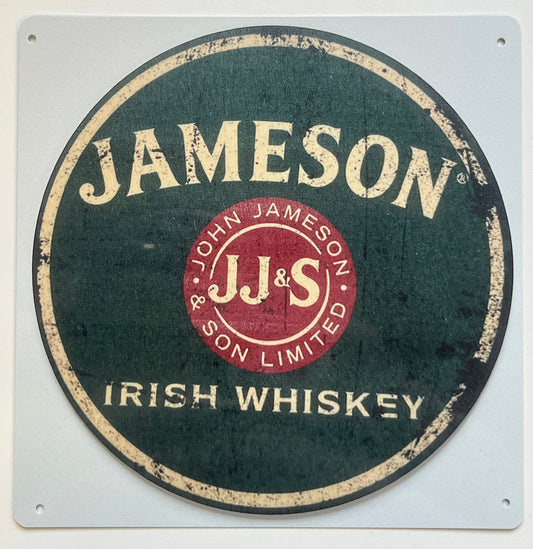 JAMESON®
· JOHN JAMESON ·
JJ&S
& SON LIMITED
IRISH WHISKEY